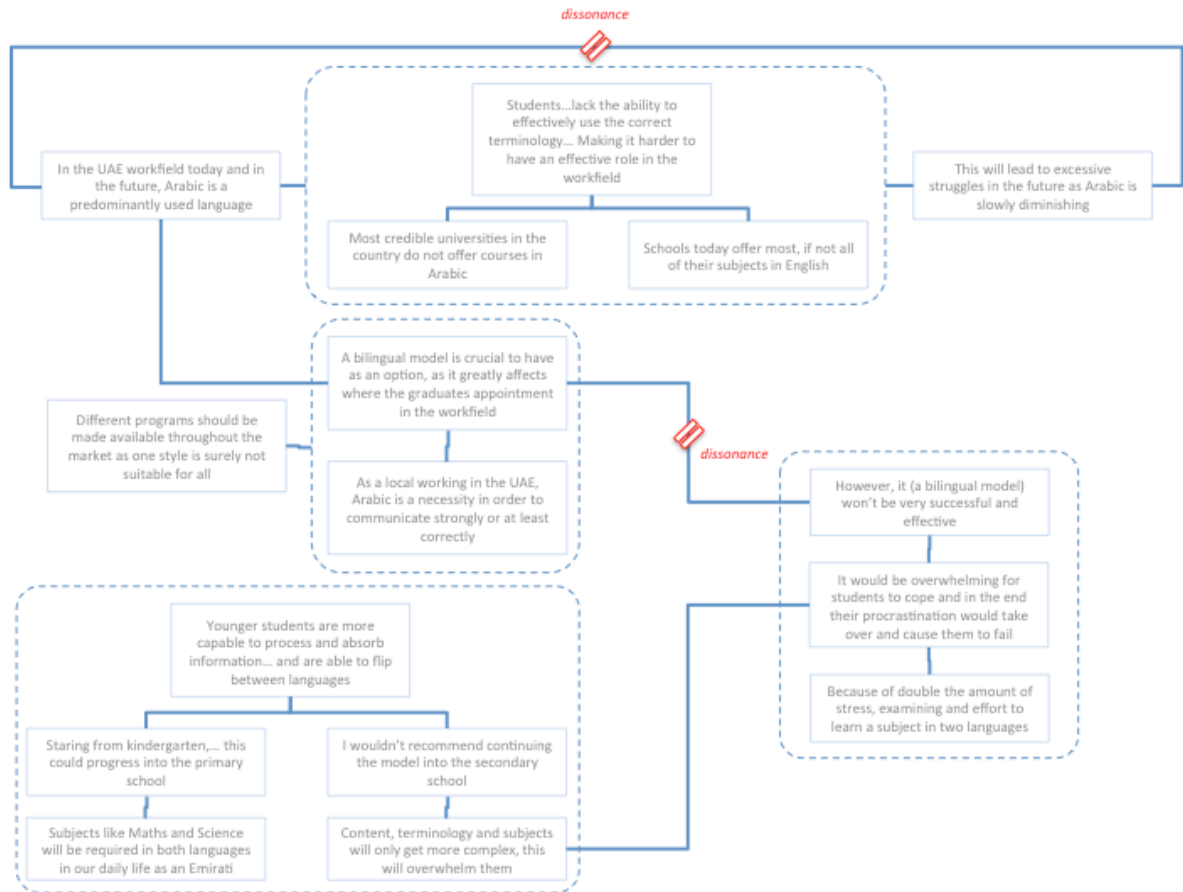 dissonance
Students...lack the ability to
effectively use the correct
terminology... Making it harder to
have an effective role in the
workfield
In the UAE workfield today and in
the future, Arabic is a
predominantly used language
This will lead to excessive
struggles in the future as Arabic is
slowly diminishing
Most credible universities in the
country do not offer courses in
Arabic
Schools today offer most, if not all
of their subjects in English
A bilingual model is crucial to have
as an option, as it greatly affects
where the graduates appointment
in the workfield
Different programs should be
made available throughout the
market as one style is surely not
suitable for all
dissonance
As a local working in the UAE,
Arabic is a necessity in order to
communicate strongly or at least
correctly
However, it (a bilingual model)
won't be very successful and
effective
It would be overwhelming for
students to cope and in the end
their procrastination would take
over and cause them to fail
Because of double the amount of
stress, examining and effort to
learn a subject in two languages
Younger students are more
capable to process and absorb
information... and are able to flip
between languages
Staring from kindergarten,... this
could progress into the primary
school
I wouldn't recommend continuing
the model into the secondary
school
Subjects like Maths and Science
will be required in both languages
in our daily life as an Emirati
Content, terminology and subjects
will only get more complex, this
will overwhelm them